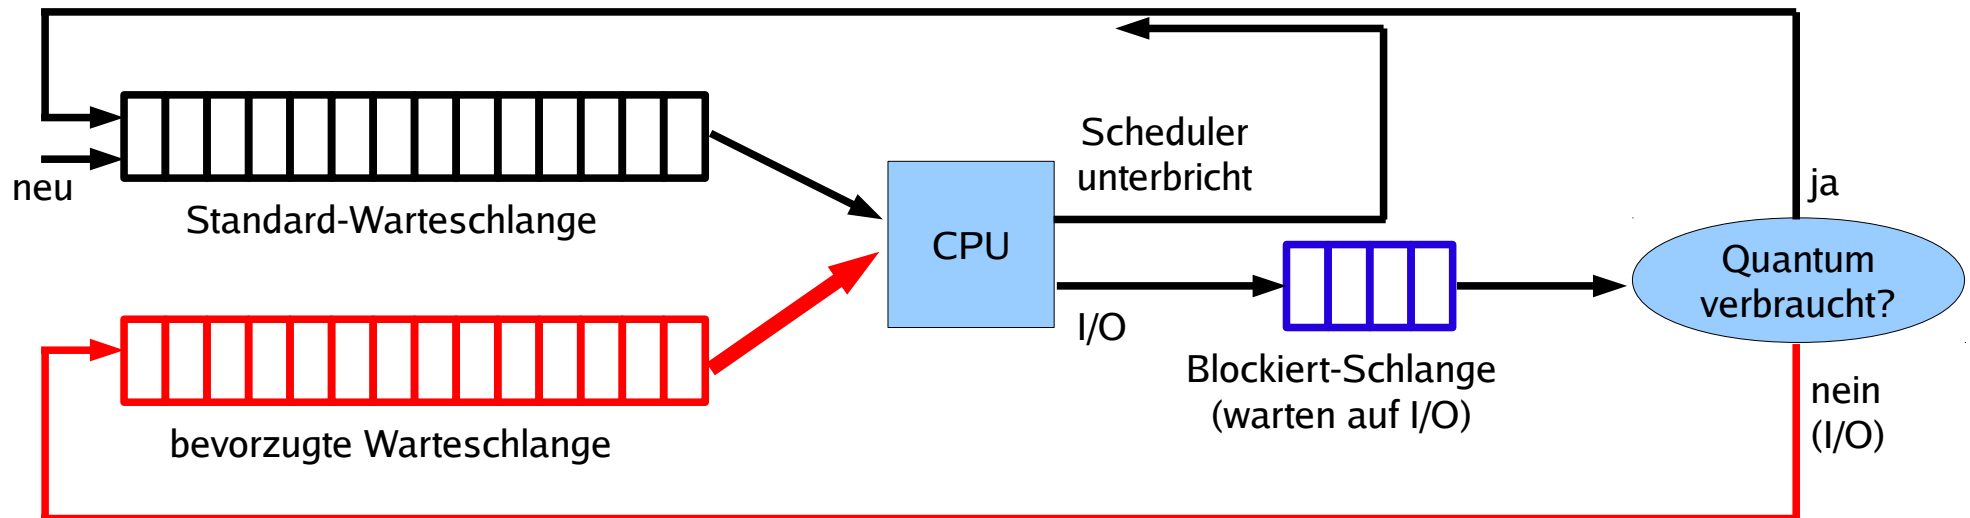 neu
Standard-Warteschlange
bevorzugte Warteschlange
CPU
Scheduler
unterbricht
I/O
Blockiert-Schlange
(warten auf I/O)
ja
Quantum
verbraucht?
nein
(I/O)